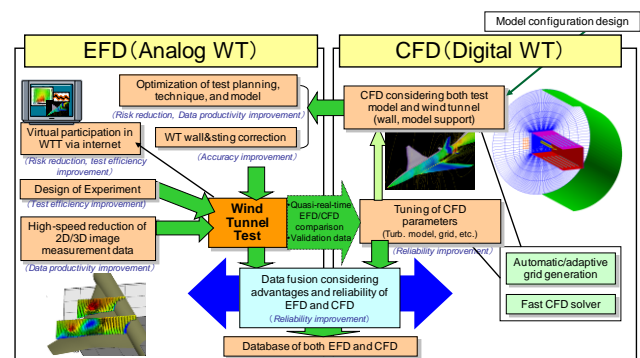 Model configuration design
EFD(Analog WT)
CFD(Digital WT)
Optimization of test planning,
technique, and model
(Risk reduction, Data productivity improvement)
WT wall&sting correction
(Accuracy improvement)
Virtual participation in
WTT via internet
(Risk reduction, test efficiency
improvement)
Design of Experiment
(Test efficiency improvement)
High-speed reduction of
2D/3D image
measurement data
(Data productivity improvement)
Wind
Tunnel
Test
•Quasi-real-time
EFD/CFD
comparison
•Validation data
CFD considering both test
model and wind tunnel
(wall, model support)
Tuning of CFD
parameters
(Turb. model, grid, etc.)
(Reliability improvement)
Automatic/adaptive
grid generation
Fast CFD solver
Data fusion considering
advantages and reliability of
EFD and CFD
(Reliability improvement)
Database of both EFD and CFD